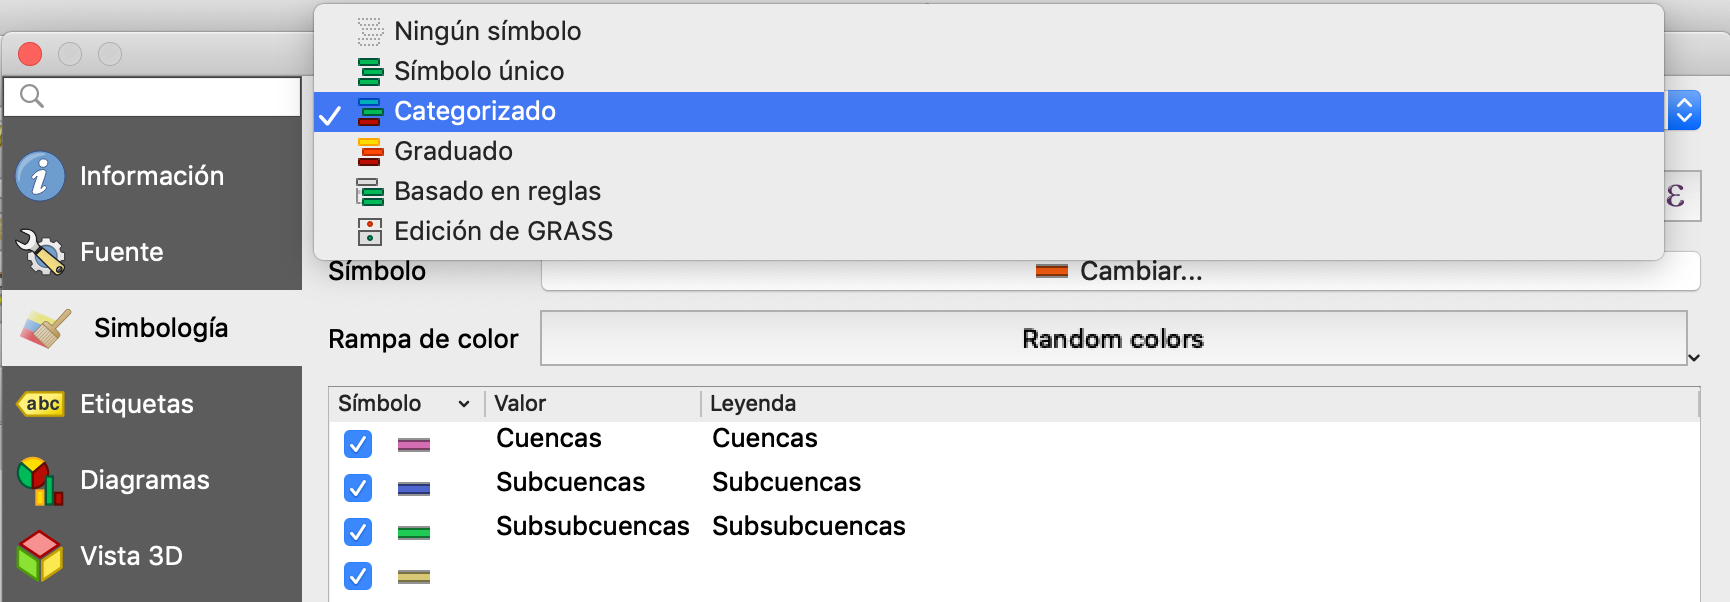 Ningún símbolo
Símbolo único
Categorizado
Graduado
Basado en reglas
Edición de GRASS
Información
Fuente
Simbología
Etiquetas
Diagramas
Vista 3D
abc
ε
Símbolo
Cambiar...
Rampa de color
Random colors
Símbolo Valor Leyenda
Cuencas Cuencas
Subcuencas Subcuencas
Subsubcuencas Subsubcuencas